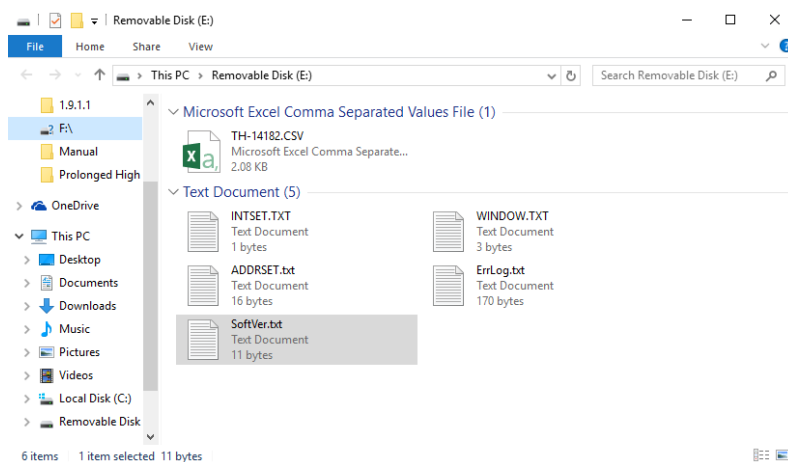 Removable Disk (E:)
File Home Share View
This PC › Removable Disk (E:) Search Removable Disk (E:)
1.9.1.1
F:\
Manual
Prolonged High
OneDrive
This PC
Desktop
Documents
Downloads
Music
Pictures
Videos
Local Disk (C:)
Removable Disk
Microsoft Excel Comma Separated Values File (1)
TH-14182.CSV
Microsoft Excel Comma Separate...
2.08 KB
Text Document (5)
INTSET.TXT
Text Document
1 bytes
WINDOW.TXT
Text Document
3 bytes
ADDRSET.txt
Text Document
16 bytes
ErrLog.txt
Text Document
170 bytes
SoftVer.txt
Text Document
11 bytes
6 items 1 item selected 11 bytes